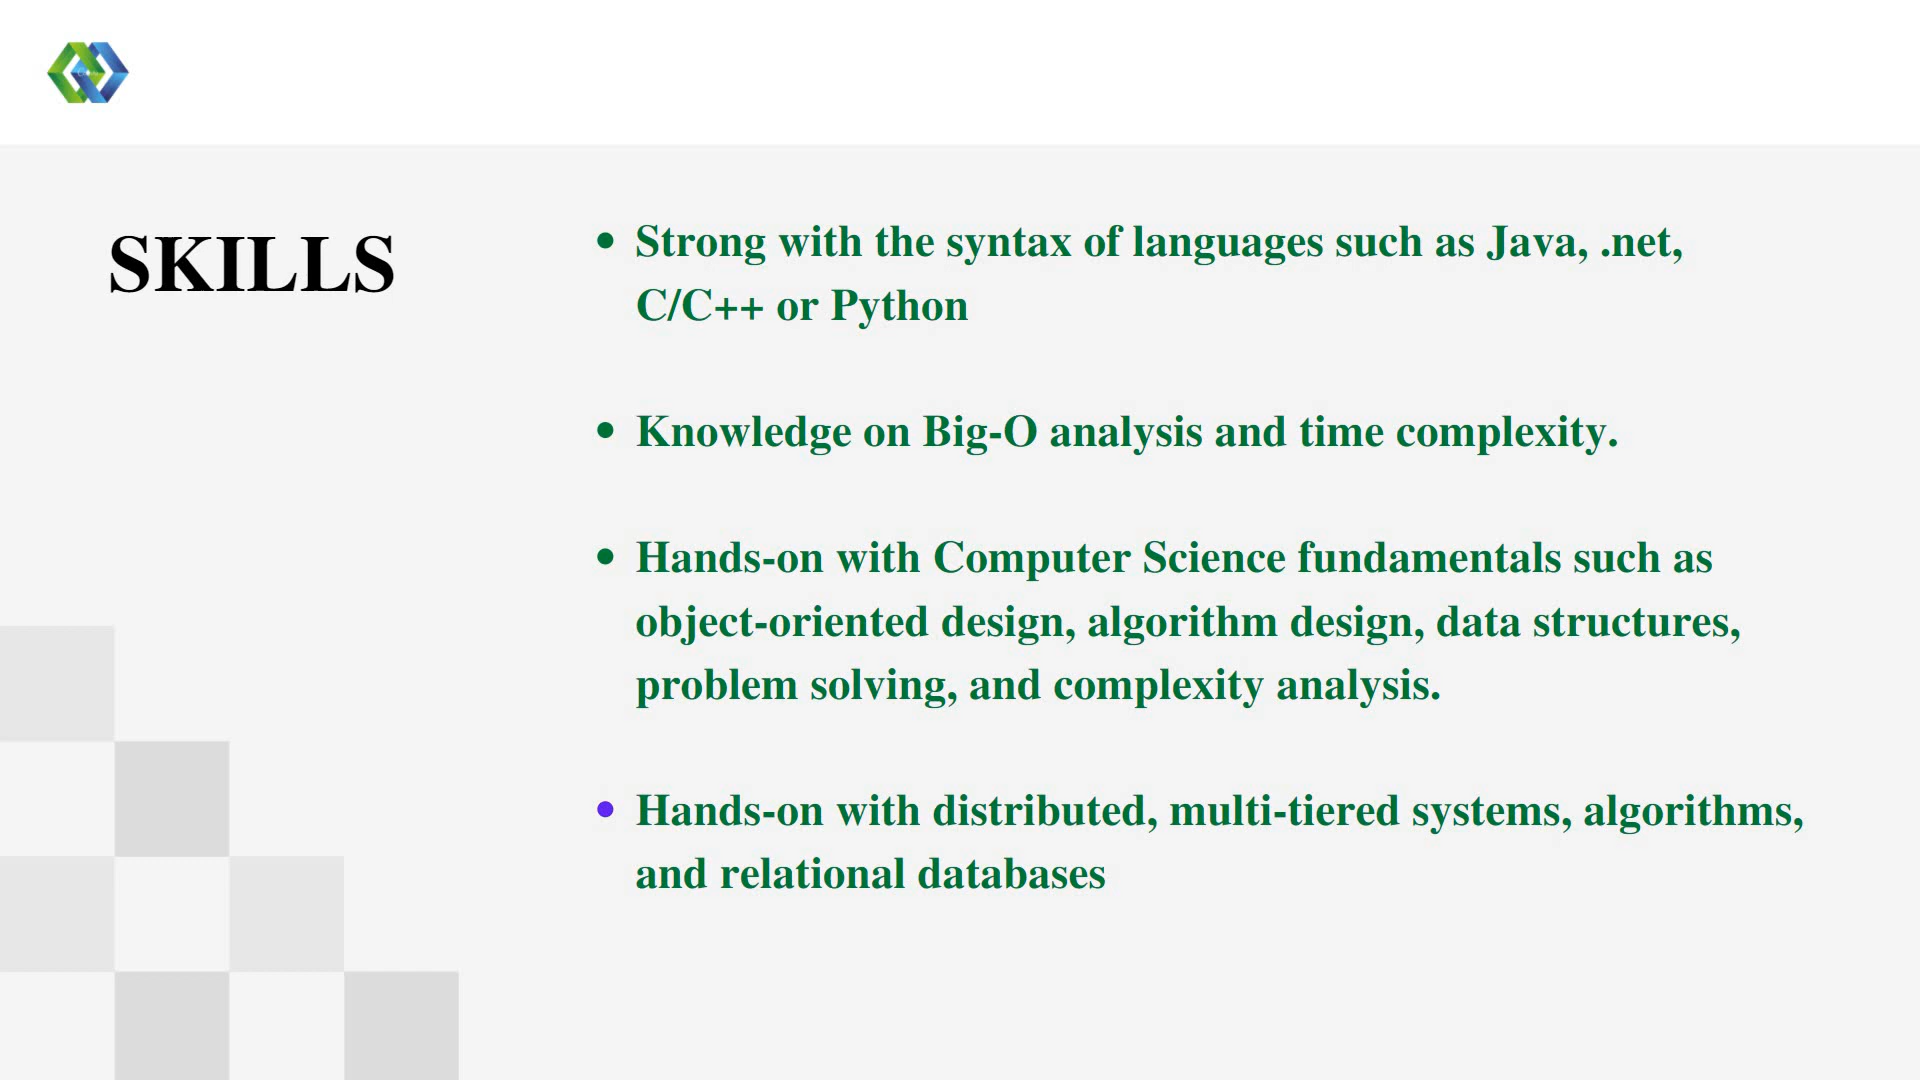 SKILLS
• Strong with the syntax of languages such as Java, .net,
C/C++ or Python
• Knowledge on Big-O analysis and time complexity.
• Hands-on with Computer Science fundamentals such as
object-oriented design, algorithm design, data structures,
problem solving, and complexity analysis.
• Hands-on with distributed, multi-tiered systems, algorithms,
and relational databases